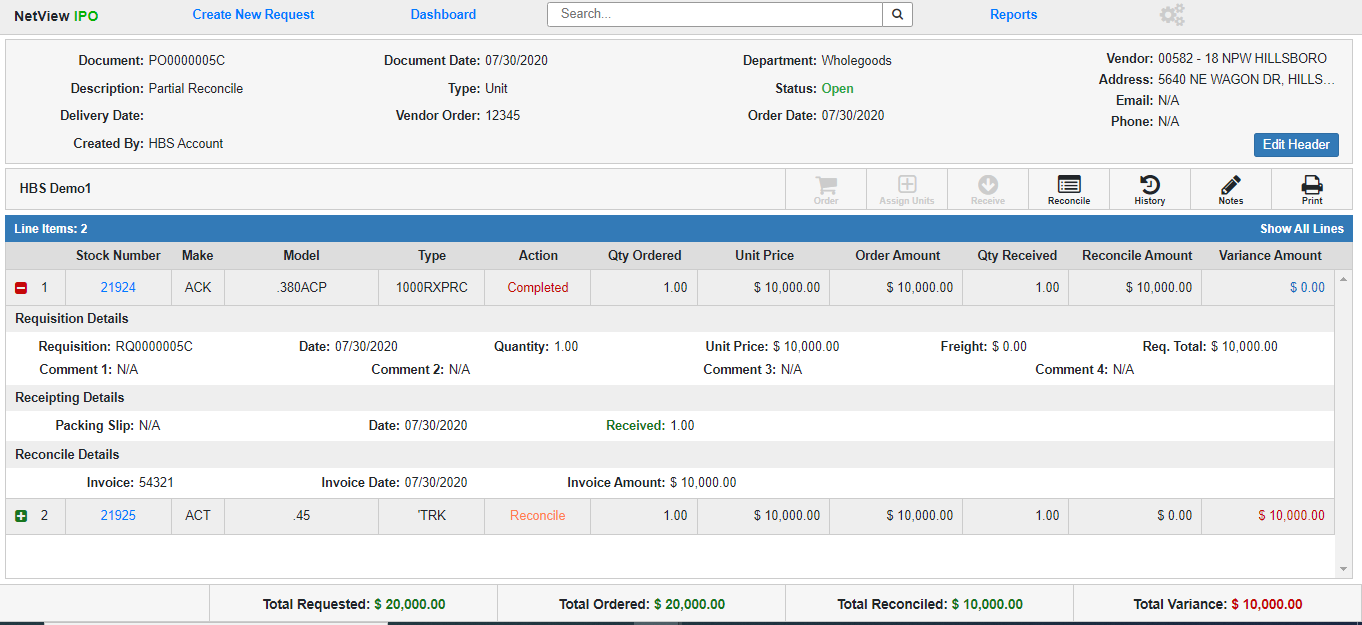 NetView IPO Create New Request Dashboard Search... Reports
Document: PO0000005C Document Date: 07/30/2020 Department: Wholegoods Vendor: 00582 - 18 NPW HILLSBORO
Address: 5640 NE WAGON DR, HILLS...
Description: Partial Reconcile Type: Unit Status: Open
Email: N/A
Delivery Date: Vendor Order: 12345 Order Date: 07/30/2020
Phone: N/A
Created By: HBS Account Edit Header
HBS Demo1 Order Assign Units Receive Reconcile History Notes Print
Line Items: 2 Show All Lines
Stock Number Make Model Type Action Qty Ordered Unit Price Order Amount Qty Received Reconcile Amount Variance Amount
1 21924 ACK .380ACP 1000RXPRC Completed 1.00 $ 10,000.00 $ 10,000.00 1.00 $ 10,000.00 $ 0.00
Requisition Details
Requisition: RQ0000005C Date: 07/30/2020 Quantity: 1.00 Unit Price: $ 10,000.00 Freight: $ 0.00 Req. Total: $ 10,000.00
Comment 1: N/A Comment 2: N/A Comment 3: N/A Comment 4: N/A
Receipting Details
Packing Slip: N/A Date: 07/30/2020 Received: 1.00
Reconcile Details
Invoice: 54321 Invoice Date: 07/30/2020 Invoice Amount: $ 10,000.00
2 21925 ACT .45 'TRK Reconcile 1.00 $ 10,000.00 $ 10,000.00 1.00 $ 0.00 $ 10,000.00
Total Requested: $ 20,000.00 Total Ordered: $ 20,000.00 Total Reconciled: $ 10,000.00 Total Variance: $ 10,000.00